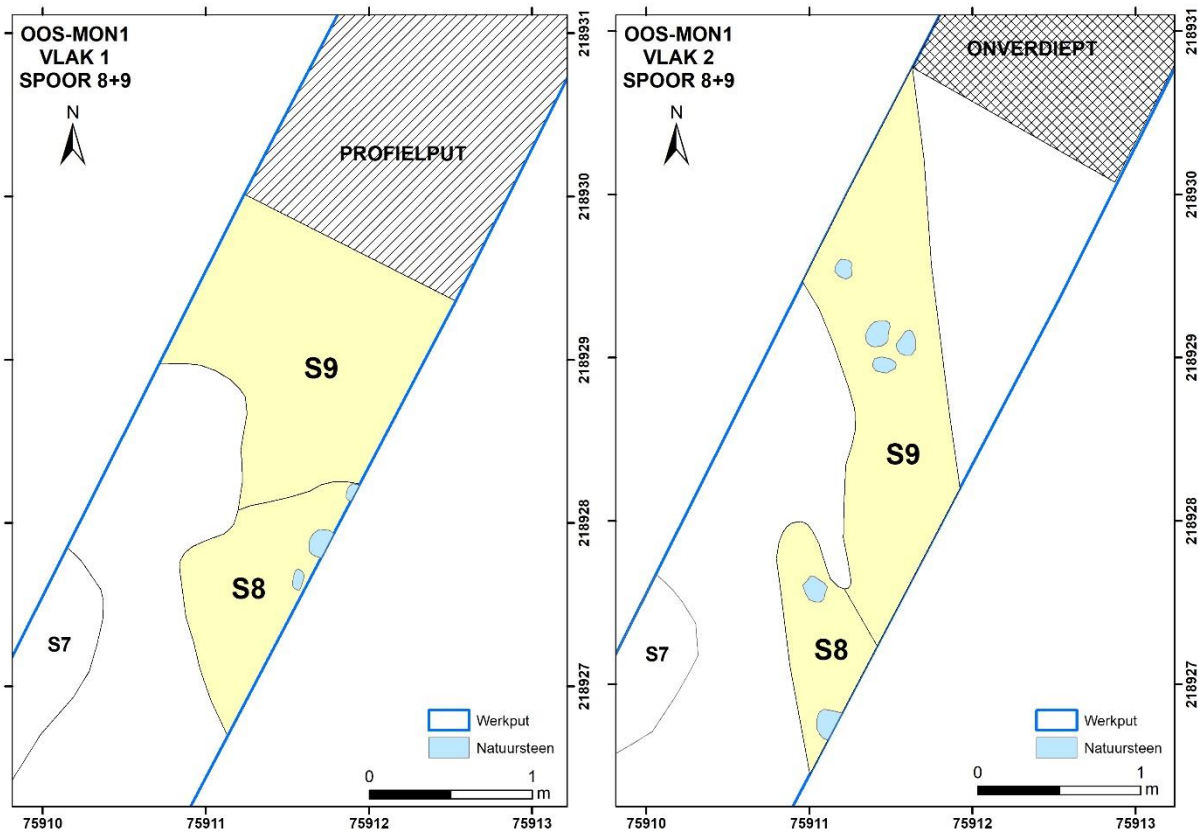 OOS-MON1
VLAK 1
SPOOR 8+9
N
PROFIELPUT
S9
S8
S7
Werkput
Natuursteen
0 1
m
75910 75911 75912 75913
218931
218930
218929
218928
218927
OOS-MON1
VLAK 2
SPOOR 8+9
N
ONVERDIEPT
S9
S8
S7
Werkput
Natuursteen
0 1
m
75910 75911 75912 75913
218931
218930
218929
218928
218927